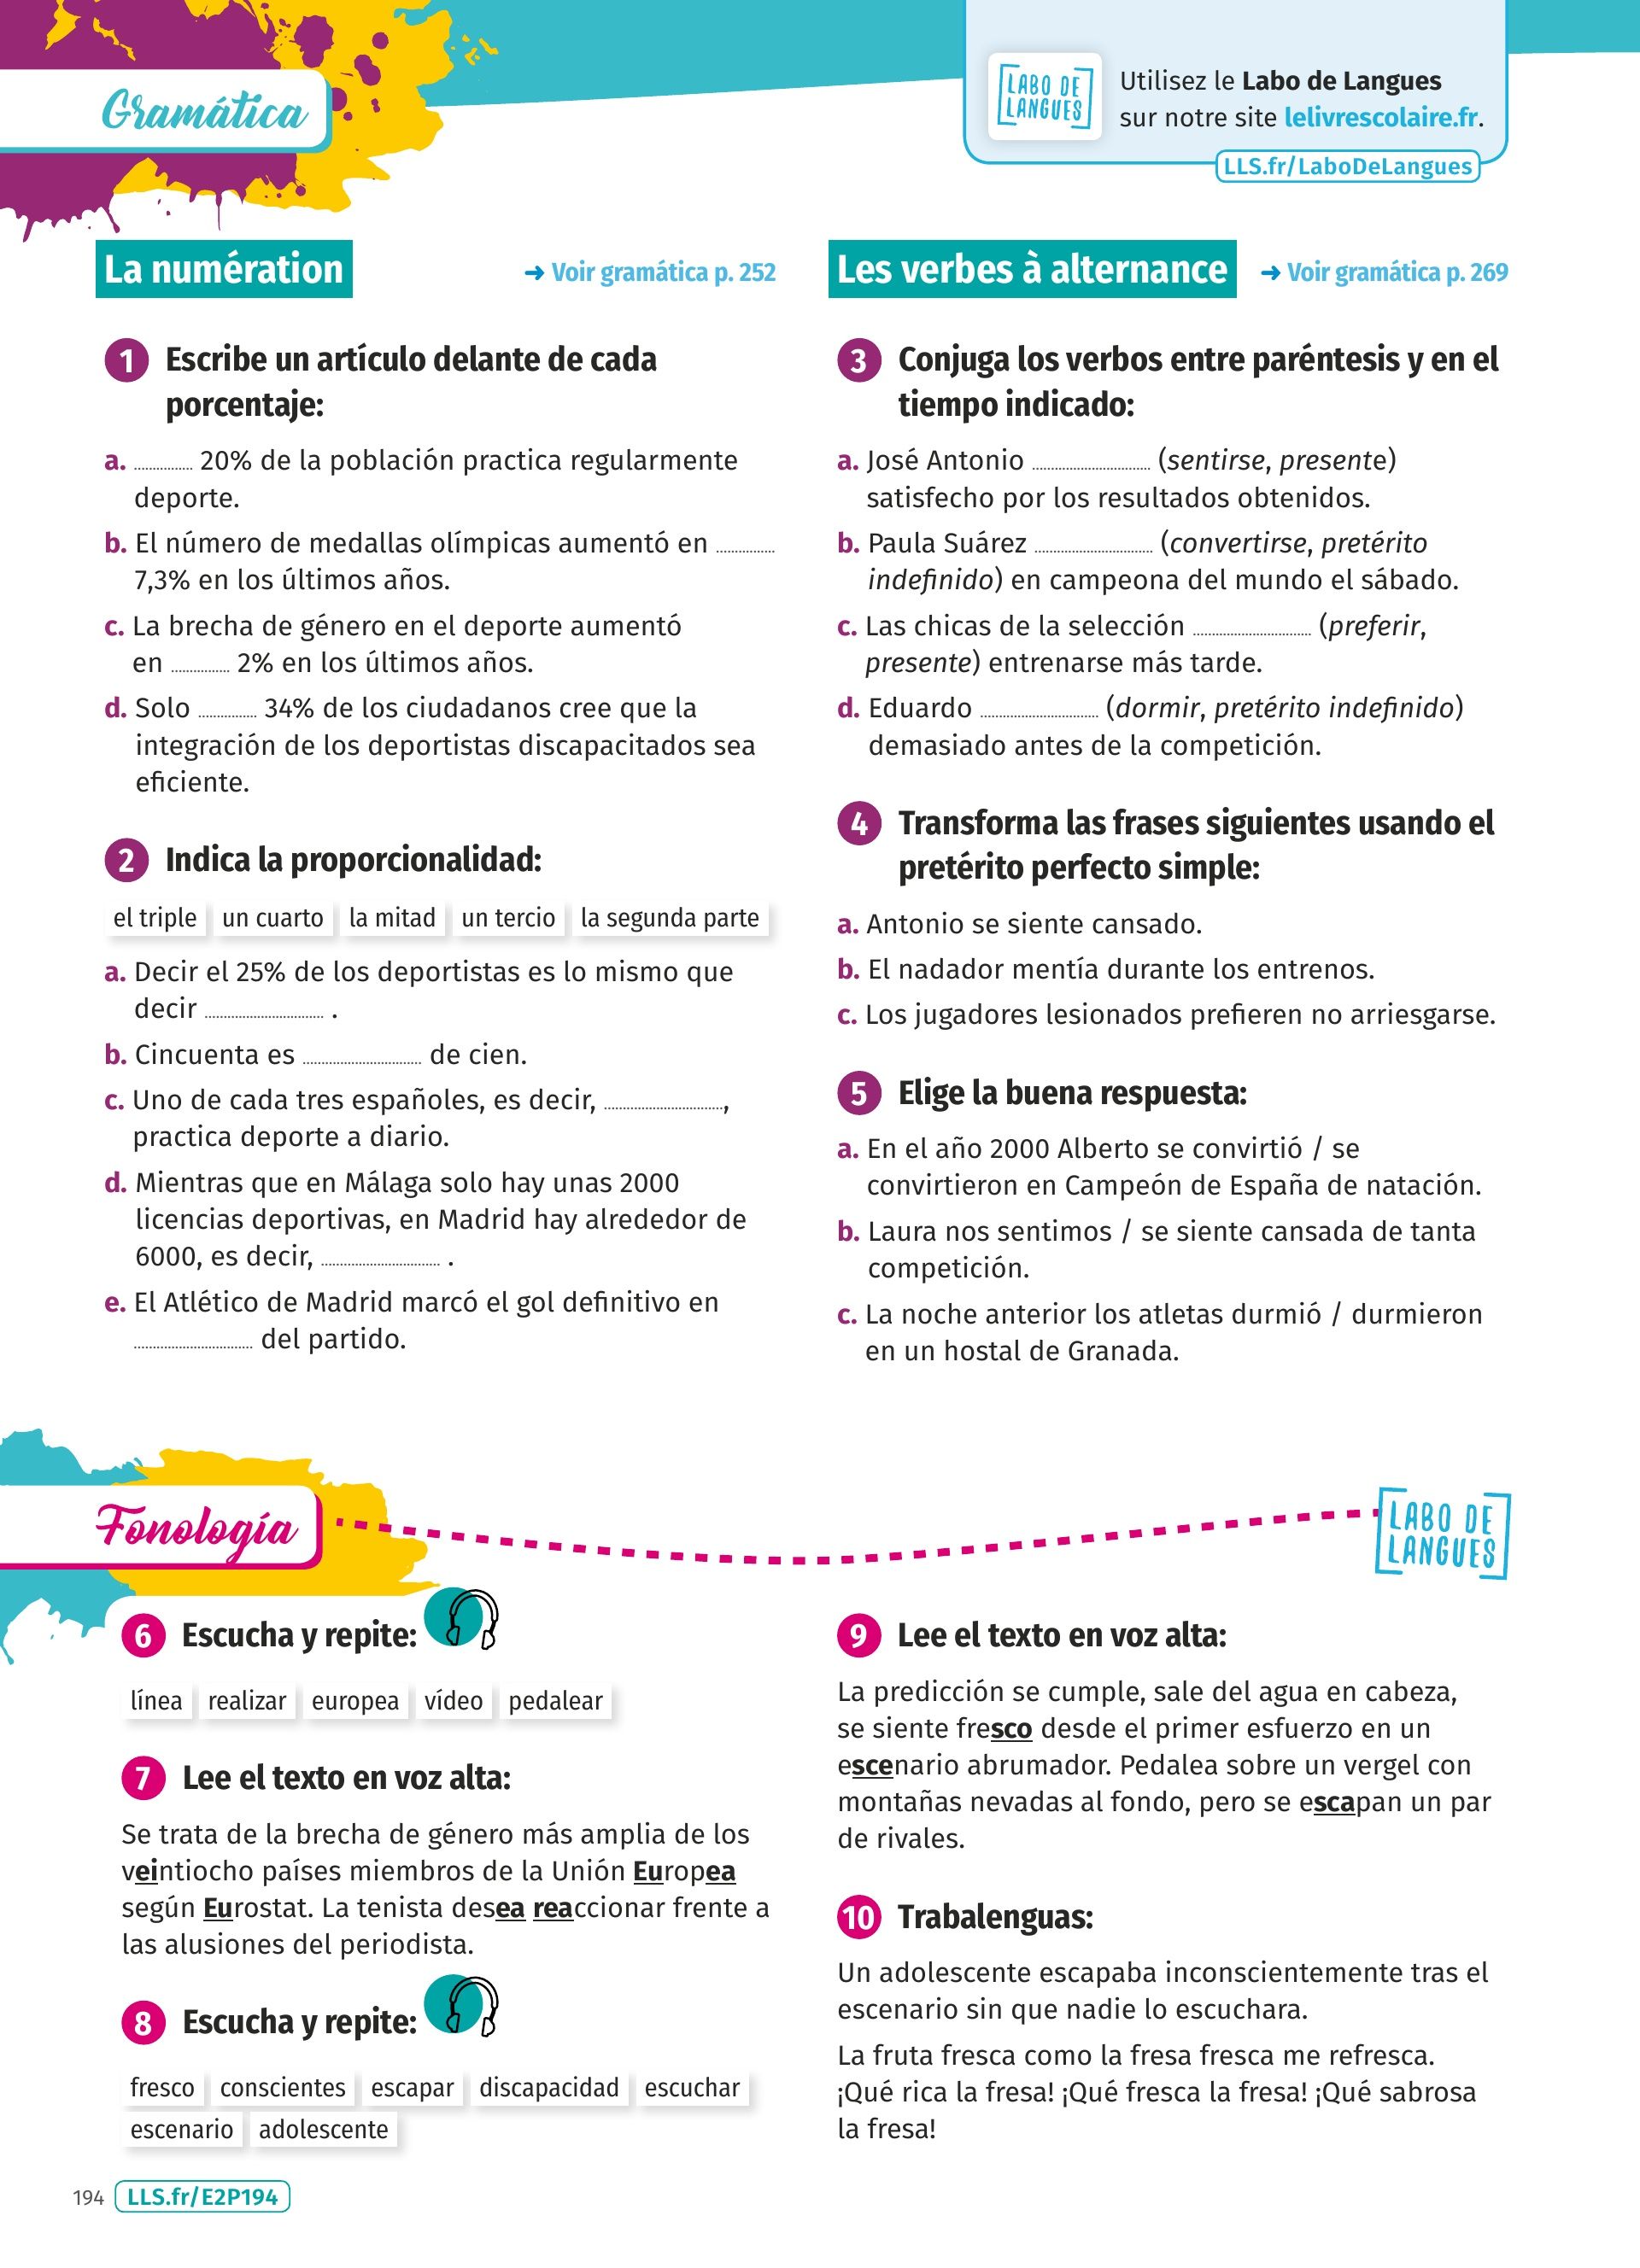 Gramática
LABO DE
LANGUES
Utilisez le Labo de Langues
sur notre site lelivrescolaire.fr.
LLS.fr/LaboDeLangues
La numération
➜ Voir gramática p. 252
1 Escribe un artículo delante de cada
porcentaje:
a. ............ 20% de la población practica regularmente
deporte.
b. El número de medallas olímpicas aumentó en ............
7,3% en los últimos años.
c. La brecha de género en el deporte aumentó
en ............ 2% en los últimos años.
d. Solo ............ 34% de los ciudadanos cree que la
integración de los deportistas discapacitados sea
eficiente.
2 Indica la proporcionalidad:
el triple un cuarto la mitad un tercio la segunda parte
a. Decir el 25% de los deportistas es lo mismo que
decir ........................ .
b. Cincuenta es ........................ de cien.
c. Uno de cada tres españoles, es decir, ........................,
practica deporte a diario.
d. Mientras que en Málaga solo hay unas 2000
licencias deportivas, en Madrid hay alrededor de
6000, es decir, ........................ .
e. El Atlético de Madrid marcó el gol definitivo en
........................ del partido.
Les verbes à alternance
➜ Voir gramática p. 269
3 Conjuga los verbos entre paréntesis y en el
tiempo indicado:
a. José Antonio ........................ (sentirse, presente)
satisfecho por los resultados obtenidos.
b. Paula Suárez ........................ (convertirse, pretérito
indefinido) en campeona del mundo el sábado.
c. Las chicas de la selección ........................ (preferir,
presente) entrenarse más tarde.
d. Eduardo ........................ (dormir, pretérito indefinido)
demasiado antes de la competición.
4 Transforma las frases siguientes usando el
pretérito perfecto simple:
a. Antonio se siente cansado.
b. El nadador mentía durante los entrenos.
c. Los jugadores lesionados prefieren no arriesgarse.
5 Elige la buena respuesta:
a. En el año 2000 Alberto se convirtió / se
convirtieron en Campeón de España de natación.
b. Laura nos sentimos / se siente cansada de tanta
competición.
c. La noche anterior los atletas durmió / durmieron
en un hostal de Granada.
Fonología
LABO DE
LANGUES
6 Escucha y repite:
línea realizar europea vídeo pedalear
7 Lee el texto en voz alta:
Se trata de la brecha de género más amplia de los
veintiocho países miembros de la Unión Europea
según Eurostat. La tenista desea reaccionar frente a
las alusiones del periodista.
8 Escucha y repite:
fresco conscientes escapar discapacidad escuchar
escenario adolescente
9 Lee el texto en voz alta:
La predicción se cumple, sale del agua en cabeza,
se siente fresco desde el primer esfuerzo en un
escenario abrumador. Pedalea sobre un vergel con
montañas nevadas al fondo, pero se escapan un par
de rivales.
10 Trabalenguas:
Un adolescente escapaba inconscientemente tras el
escenario sin que nadie lo escuchara.
La fruta fresca como la fresa fresca me refresca.
¡Qué rica la fresa! ¡Qué fresca la fresa! ¡Qué sabrosa
la fresa!
194 LLS.fr/E2P194